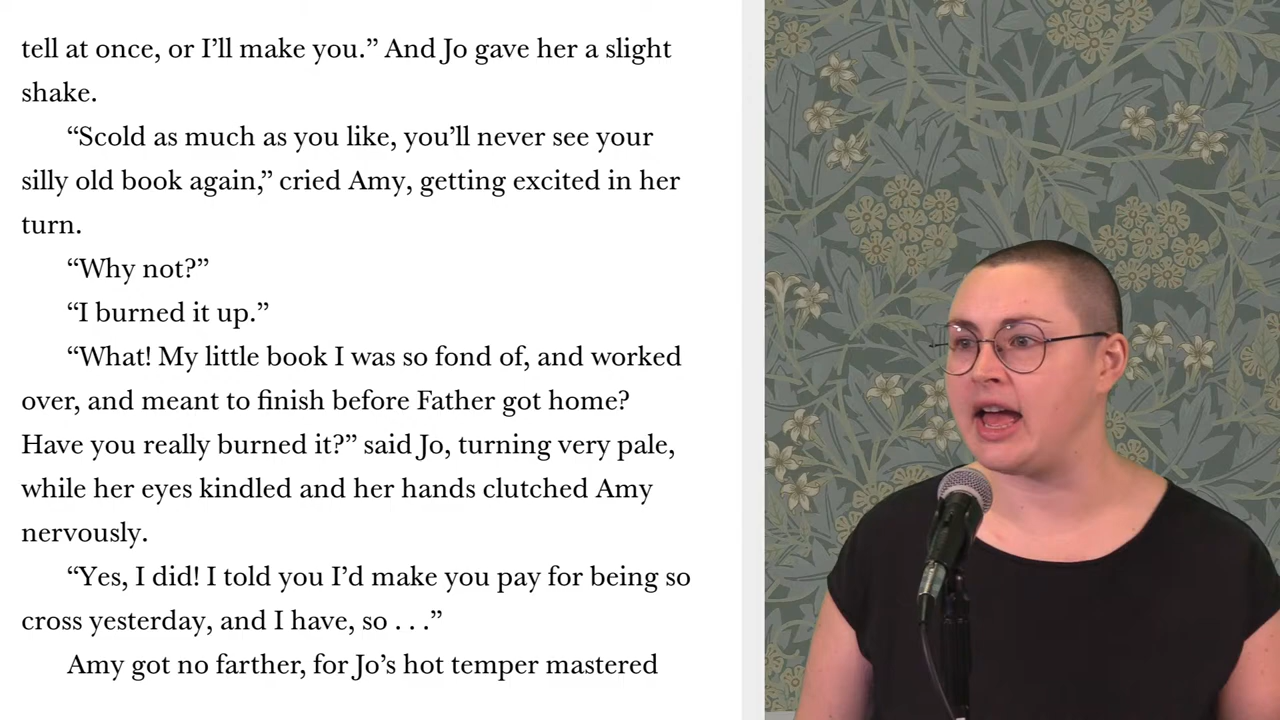 tell at once, or I’ll make you.” And Jo gave her a slight
shake.
“Scold as much as you like, you’ll never see your
silly old book again,” cried Amy, getting excited in her
turn.
“Why not?”
“I burned it up.”
“What! My little book I was so fond of, and worked
over, and meant to finish before Father got home?
Have you really burned it?” said Jo, turning very pale,
while her eyes kindled and her hands clutched Amy
nervously.
“Yes, I did! I told you I’d make you pay for being so
cross yesterday, and I have, so . . .”
Amy got no farther, for Jo’s hot temper mastered